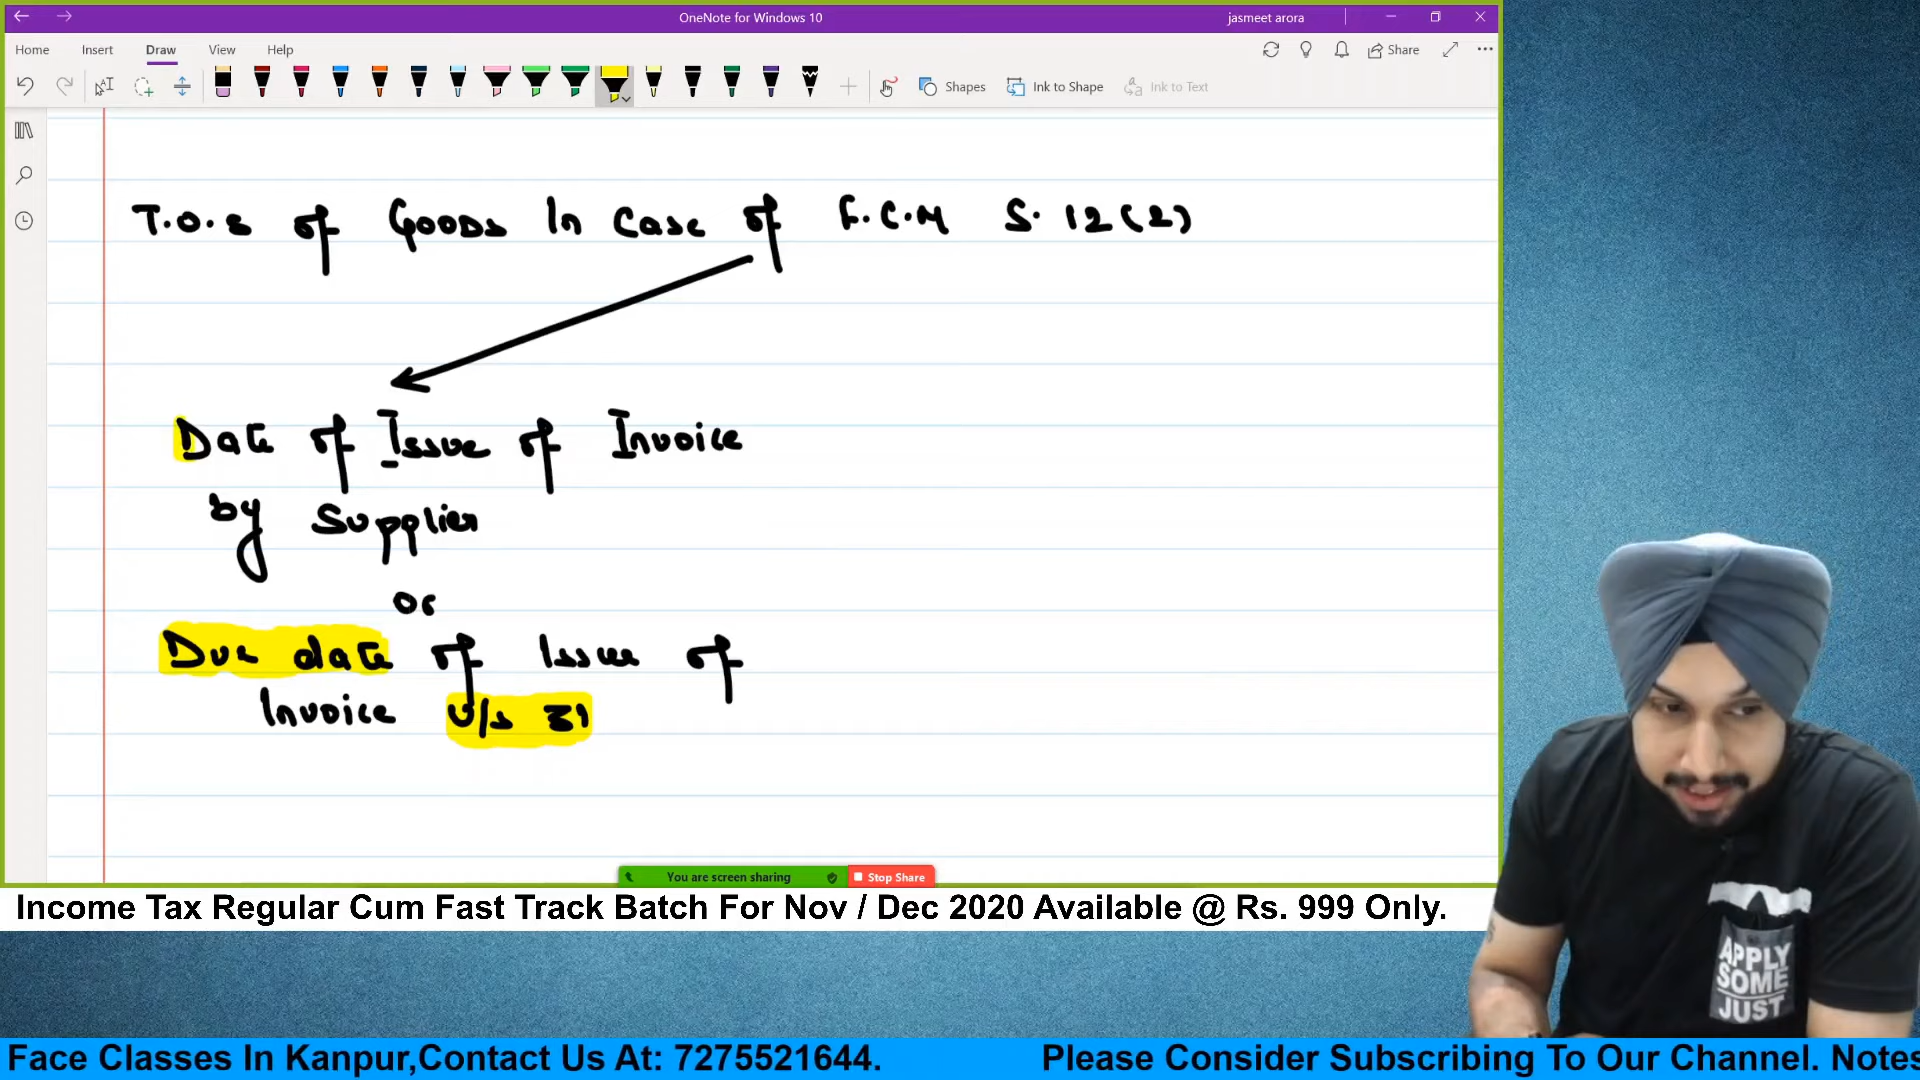 OneNote for Windows 10
jasmeet arora
Home Insert Draw View Help
Share
Shapes Ink to Shape Ink to Text
T.O.S of Goods In Case of F.C.M S. 12(2)
Date of Issue of Invoice
by Supplier
or
Due date of Issue of
Invoice U/s 31
You are screen sharing Stop Share
Income Tax Regular Cum Fast Track Batch For Nov / Dec 2020 Available @ Rs. 999 Only.
APPLY
SOME
JUST
Face Classes In Kanpur,Contact Us At: 7275521644. Please Consider Subscribing To Our Channel. Notes